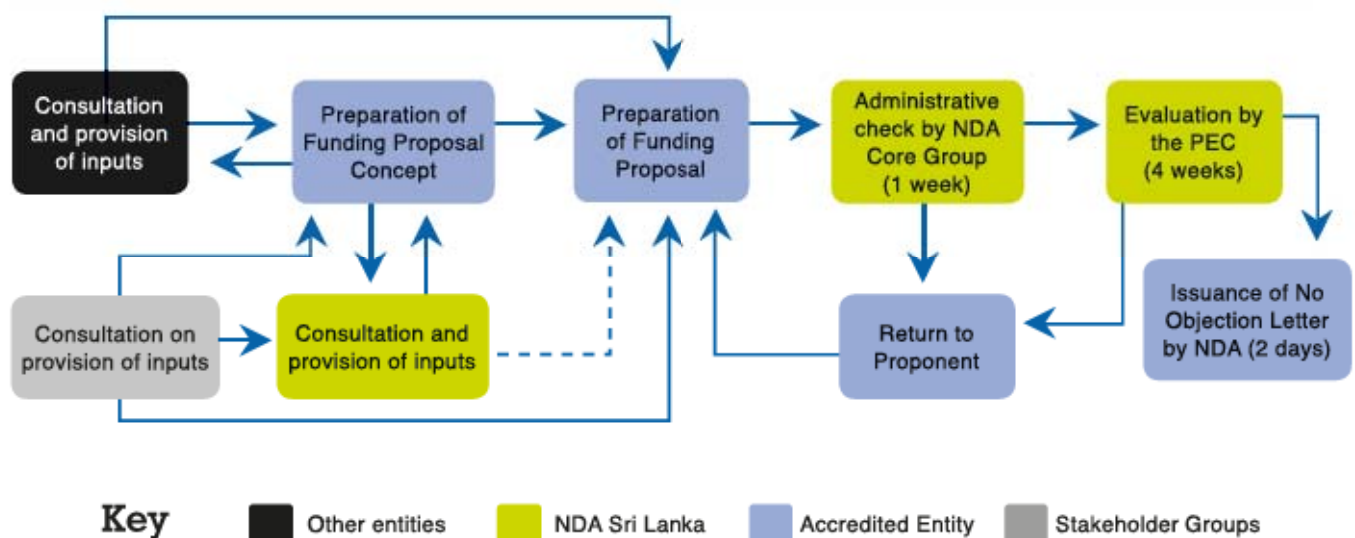 Consultation
and provision
of inputs
Preparation of
Funding Proposal
Concept
Preparation
of Funding
Proposal
Administrative
check by NDA
Core Group
(1 week)
Evaluation by
the PEC
(4 weeks)
Consultation on
provision of inputs
Consultation and
provision of inputs
Return to
Proponent
Issuance of No
Objection Letter
by NDA (2 days)
Key
Other entities
NDA Sri Lanka
Accredited Entity
Stakeholder Groups